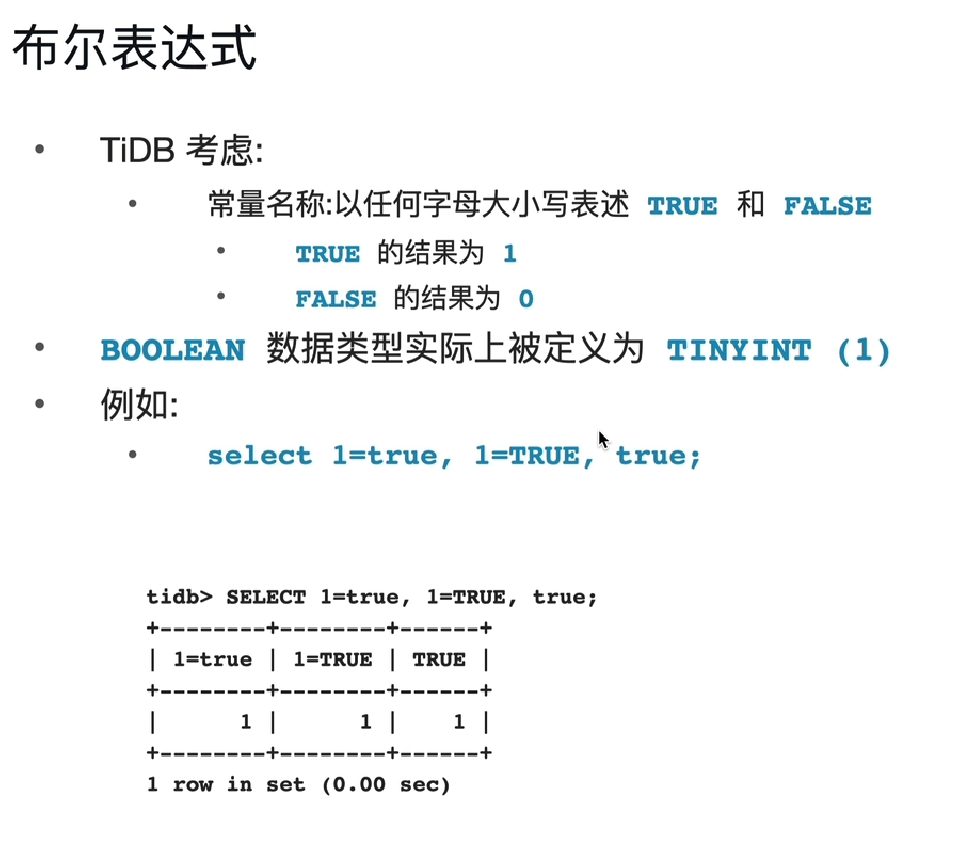 布尔表达式
• TiDB 考虑:
• 常量名称:以任何字母大小写表述 TRUE 和 FALSE
• TRUE 的结果为 1
• FALSE 的结果为 0
• BOOLEAN 数据类型实际上被定义为 TINYINT (1)
• 例如:
• select 1=true, 1=TRUE, true;
tidb> SELECT 1=true, 1=TRUE, true;
+--------+--------+------+
| 1=true | 1=TRUE | TRUE |
+--------+--------+------+
|      1 |      1 |    1 |
+--------+--------+------+
1 row in set (0.00 sec)